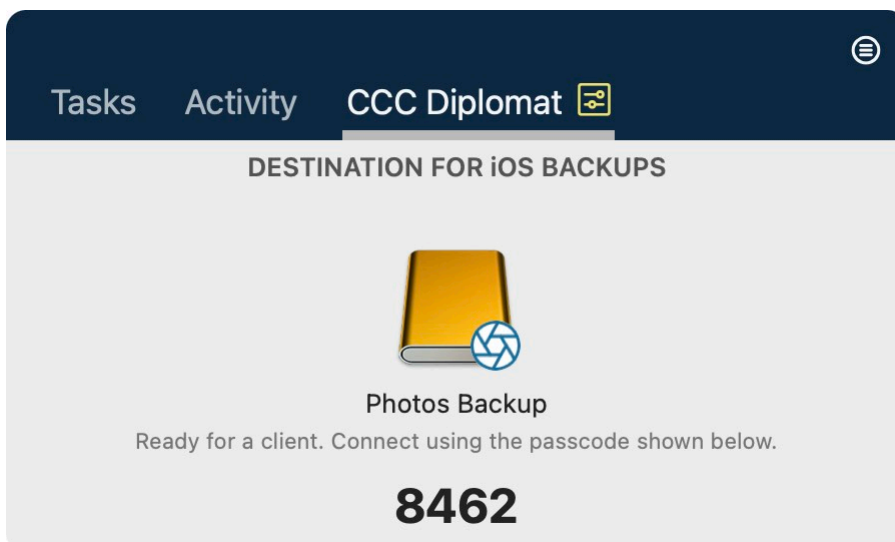 Tasks Activity CCC Diplomat
DESTINATION FOR iOS BACKUPS
Photos Backup
Ready for a client. Connect using the passcode shown below.
8462